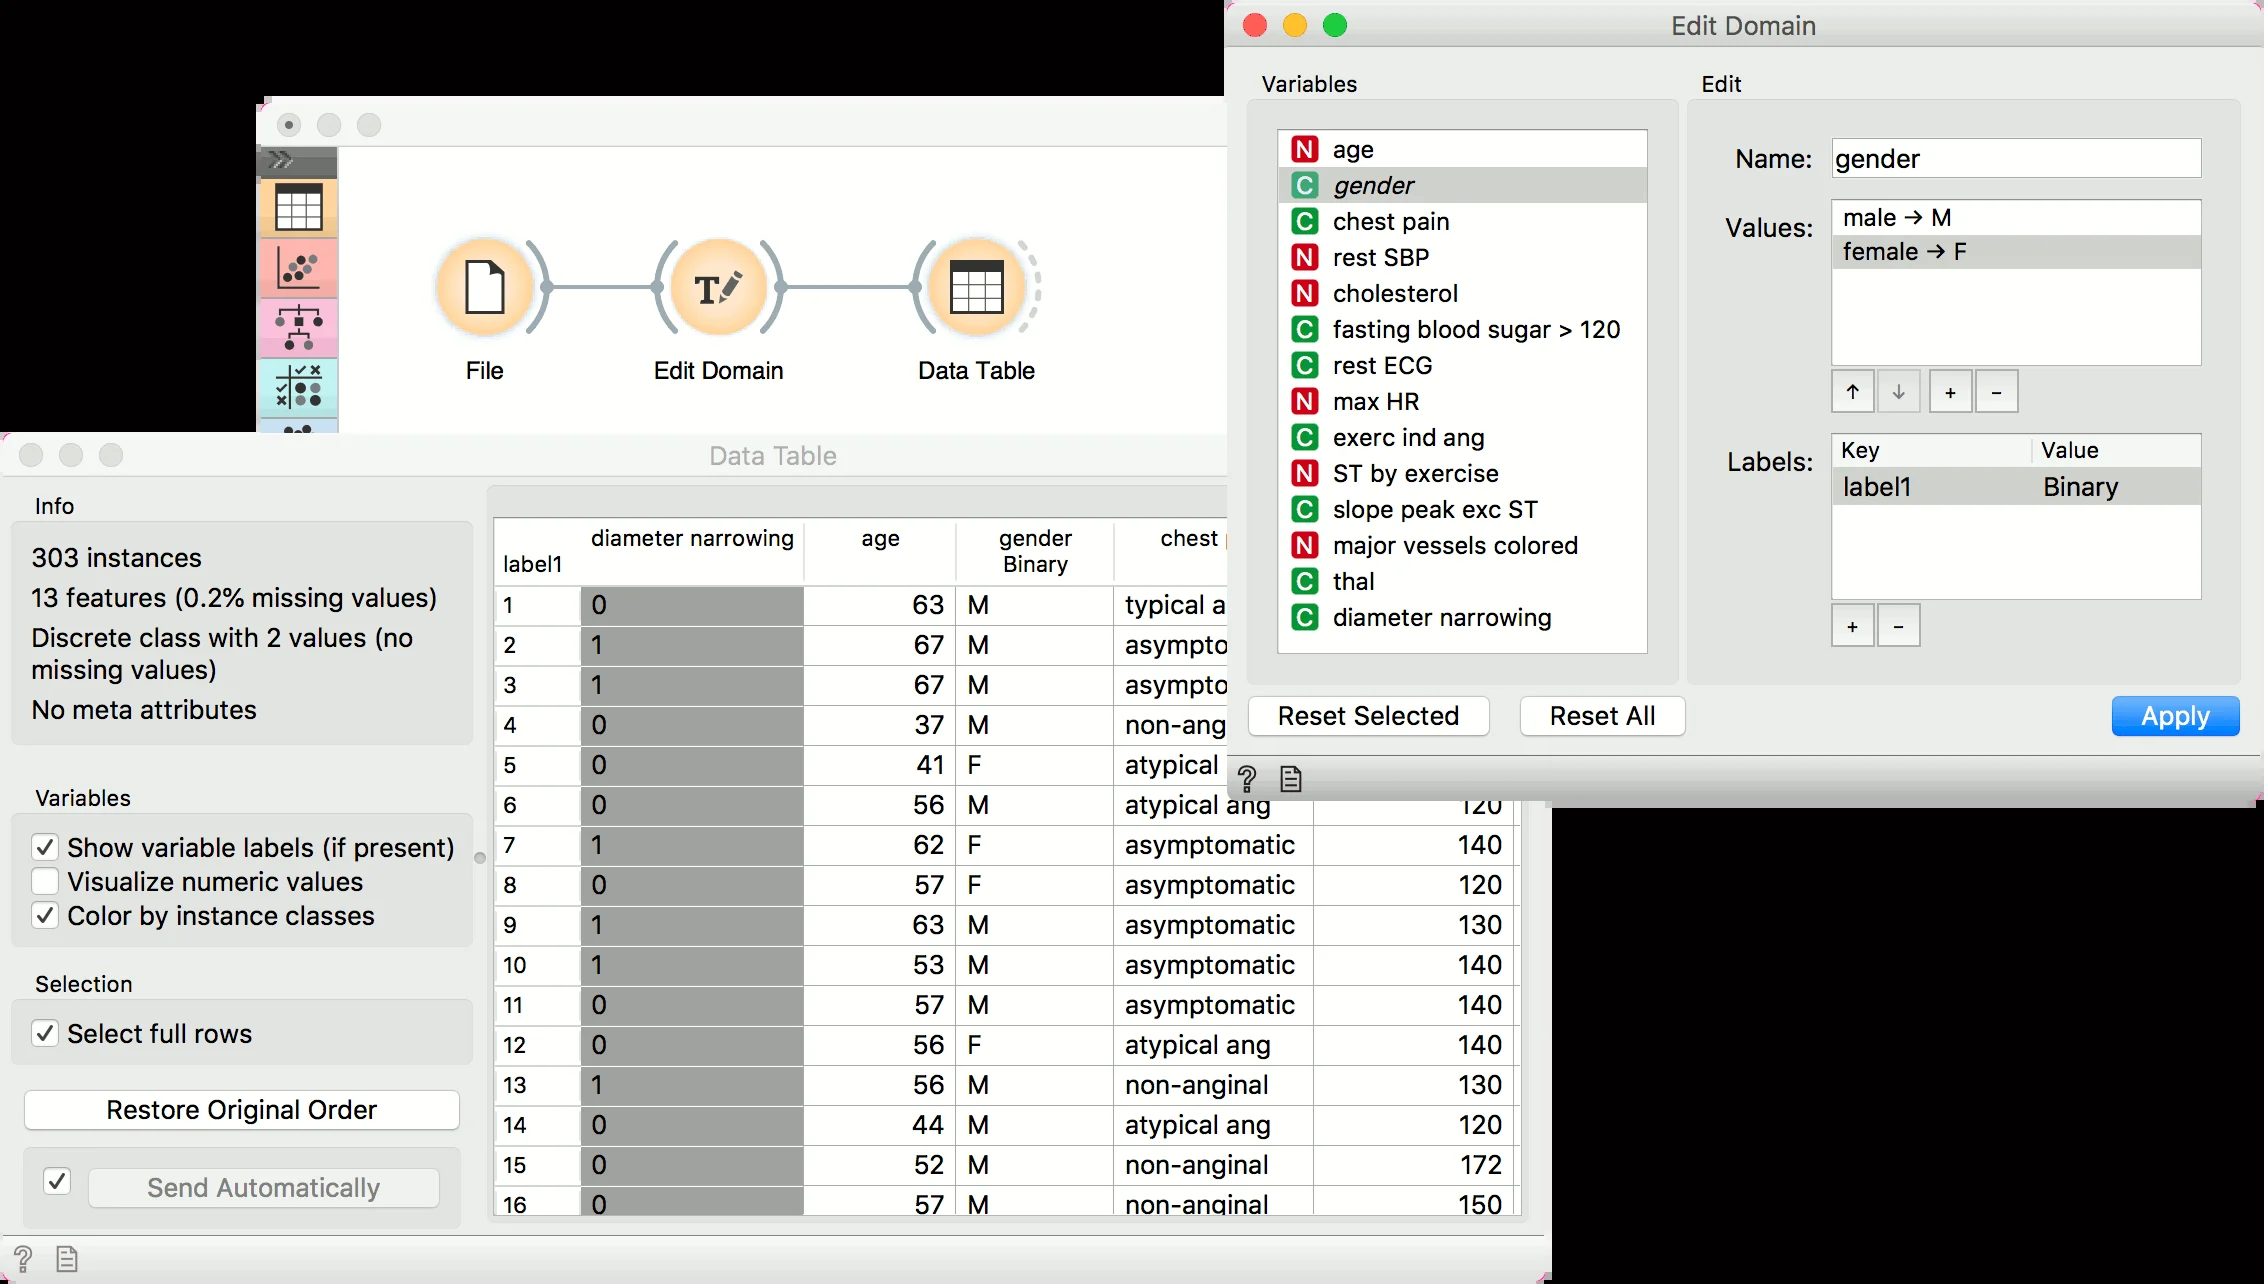 Edit Domain
Variables
N age
C gender
C chest pain
N rest SBP
N cholesterol
C fasting blood sugar > 120
C rest ECG
N max HR
C exerc ind ang
N ST by exercise
C slope peak exc ST
N major vessels colored
C thal
C diameter narrowing
Reset Selected
Reset All
Edit
Name: gender
Values:
male → M
female → F
↑ ↓ + -
Labels:
Key Value
label1 Binary
+ -
Apply
?
File
T
Edit Domain
Data Table
Data Table
Info
303 instances
13 features (0.2% missing values)
Discrete class with 2 values (no
missing values)
No meta attributes
Variables
Show variable labels (if present)
Visualize numeric values
Color by instance classes
Selection
Select full rows
Restore Original Order
Send Automatically
?
diameter narrowing age gender chest
label1 Binary
1 0 63 M typical a
2 1 67 M asympto
3 1 67 M asympto
4 0 37 M non-ang
5 0 41 F atypical
6 0 56 M atypical ang 120
7 1 62 F asymptomatic 140
8 0 57 F asymptomatic 120
9 1 63 M asymptomatic 130
10 1 53 M asymptomatic 140
11 0 57 M asymptomatic 140
12 0 56 F atypical ang 140
13 1 56 M non-anginal 130
14 0 44 M atypical ang 120
15 0 52 M non-anginal 172
16 0 57 M non-anginal 150